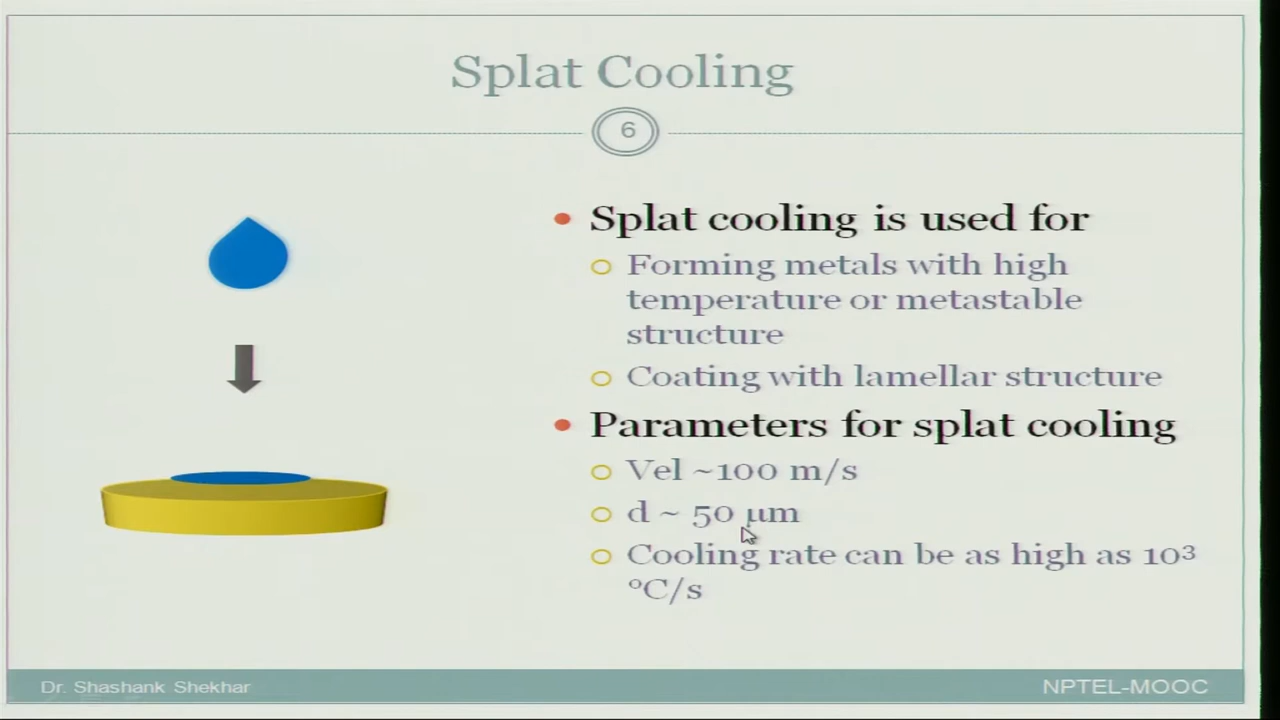 Splat Cooling
6
Splat cooling is used for
Forming metals with high
temperature or metastable
structure
Coating with lamellar structure
Parameters for splat cooling
Vel ~100 m/s
d ~ 50 μm
Cooling rate can be as high as 10³
°C/s
Dr. Shashank Shekhar
NPTEL-MOOC